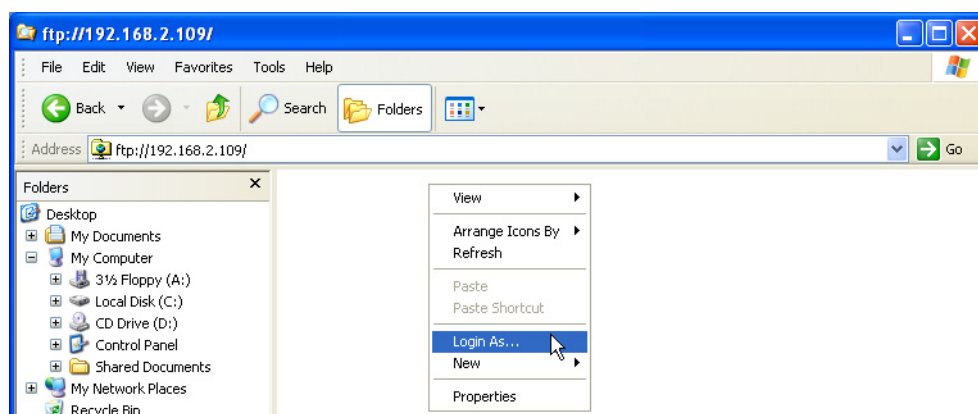 ftp://192.168.2.109/
File Edit View Favorites Tools Help
Back Search Folders
Address ftp://192.168.2.109/ Go
Folders
Desktop
My Documents
My Computer
3½ Floppy (A:)
Local Disk (C:)
CD Drive (D:)
Control Panel
Shared Documents
My Network Places
Recycle Bin
View
Arrange Icons By
Refresh
Paste
Paste Shortcut
Login As...
New
Properties